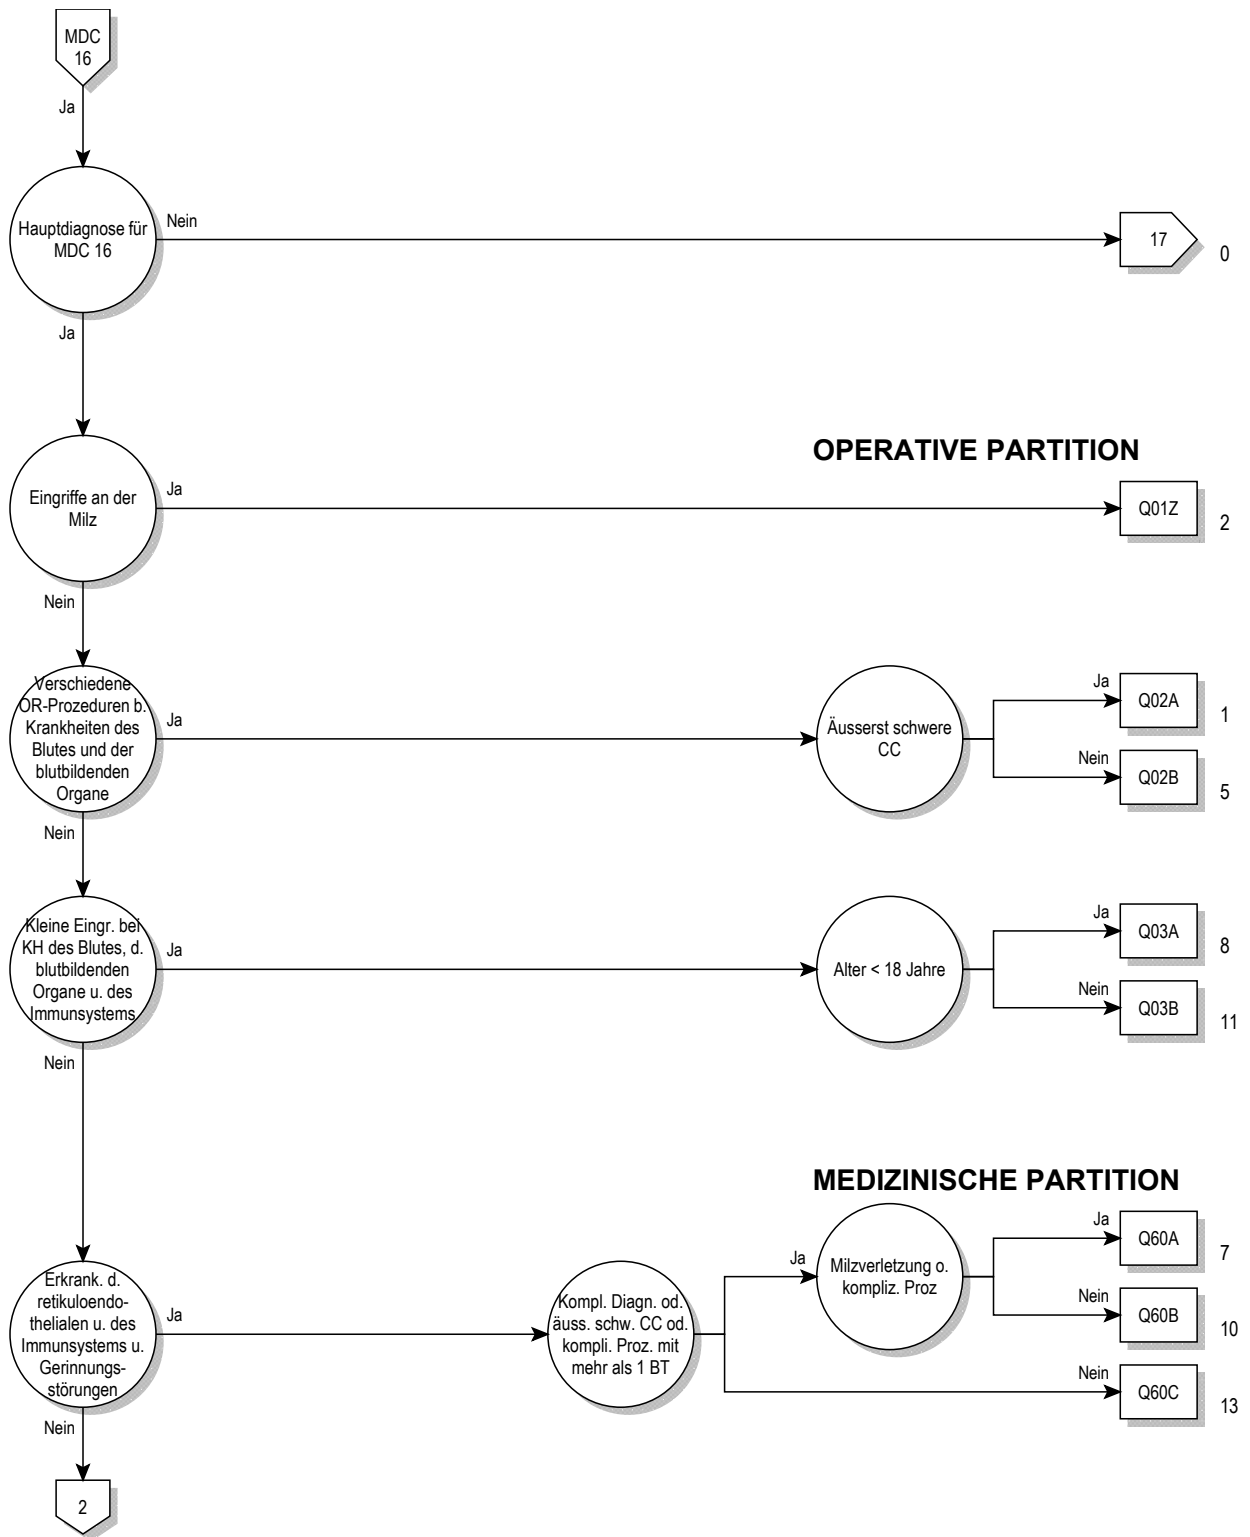 MDC
16
Ja
Hauptdiagnose für
MDC 16
Nein
17
0
Ja
OPERATIVE PARTITION
Eingriffe an der
Milz
Ja
Q01Z
2
Nein
Verschiedene
OR-Prozeduren b.
Krankheiten des
Blutes und der
blutbildenden
Organe
Ja
Äusserst schwere
CC
Ja
Q02A
1
Nein
Q02B
5
Nein
Kleine Eingr. bei
KH des Blutes, d.
blutbildenden
Organe u. des
Immunsystems
Ja
Alter < 18 Jahre
Ja
Q03A
8
Nein
Q03B
11
Nein
MEDIZINISCHE PARTITION
Erkrank. d.
retikuloendo-
thelialen u. des
Immunsystems u.
Gerinnungs-
störungen
Ja
Kompl. Diagn. od.
äuss. schw. CC od.
kompli. Proz. mit
mehr als 1 BT
Ja
Milzverletzung o.
kompliz. Proz
Ja
Q60A
7
Nein
Q60B
10
Nein
Q60C
13
Nein
2